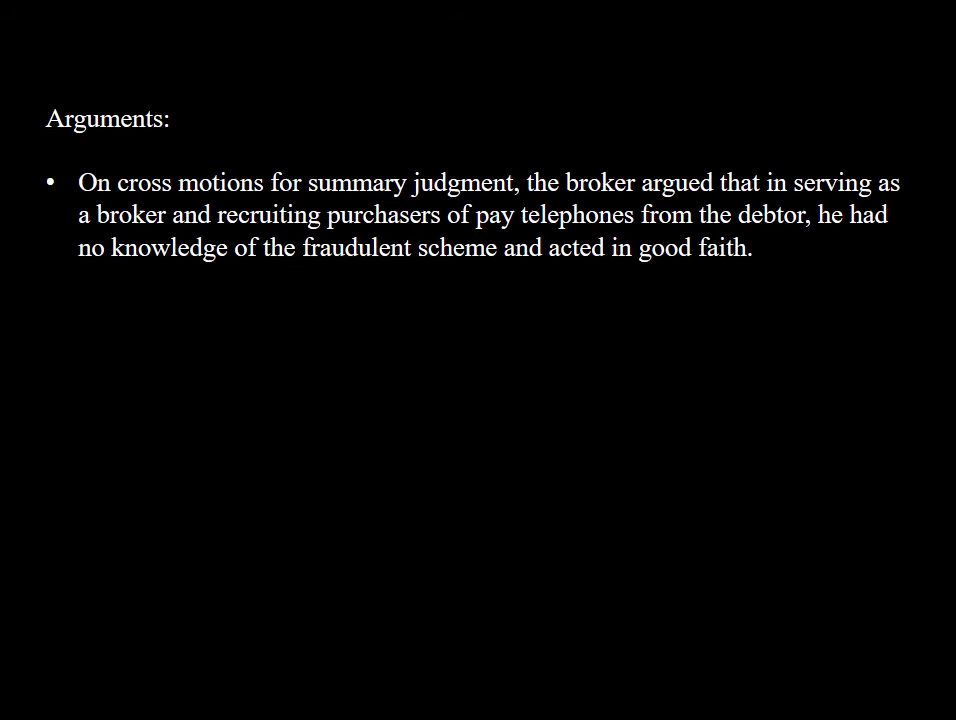 Arguments:
• On cross motions for summary judgment, the broker argued that in serving as
a broker and recruiting purchasers of pay telephones from the debtor, he had
no knowledge of the fraudulent scheme and acted in good faith.